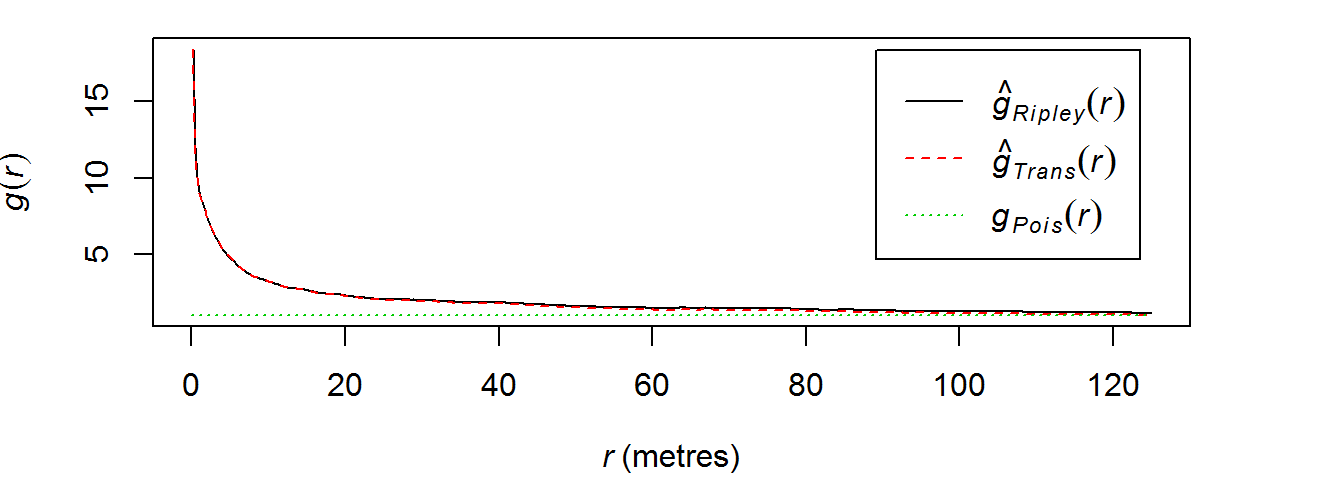 g(r)
15
10
5
0 20 40 60 80 100 120
r (metres)
ĝ_Ripley(r)
ĝ_Trans(r)
g_Pois(r)